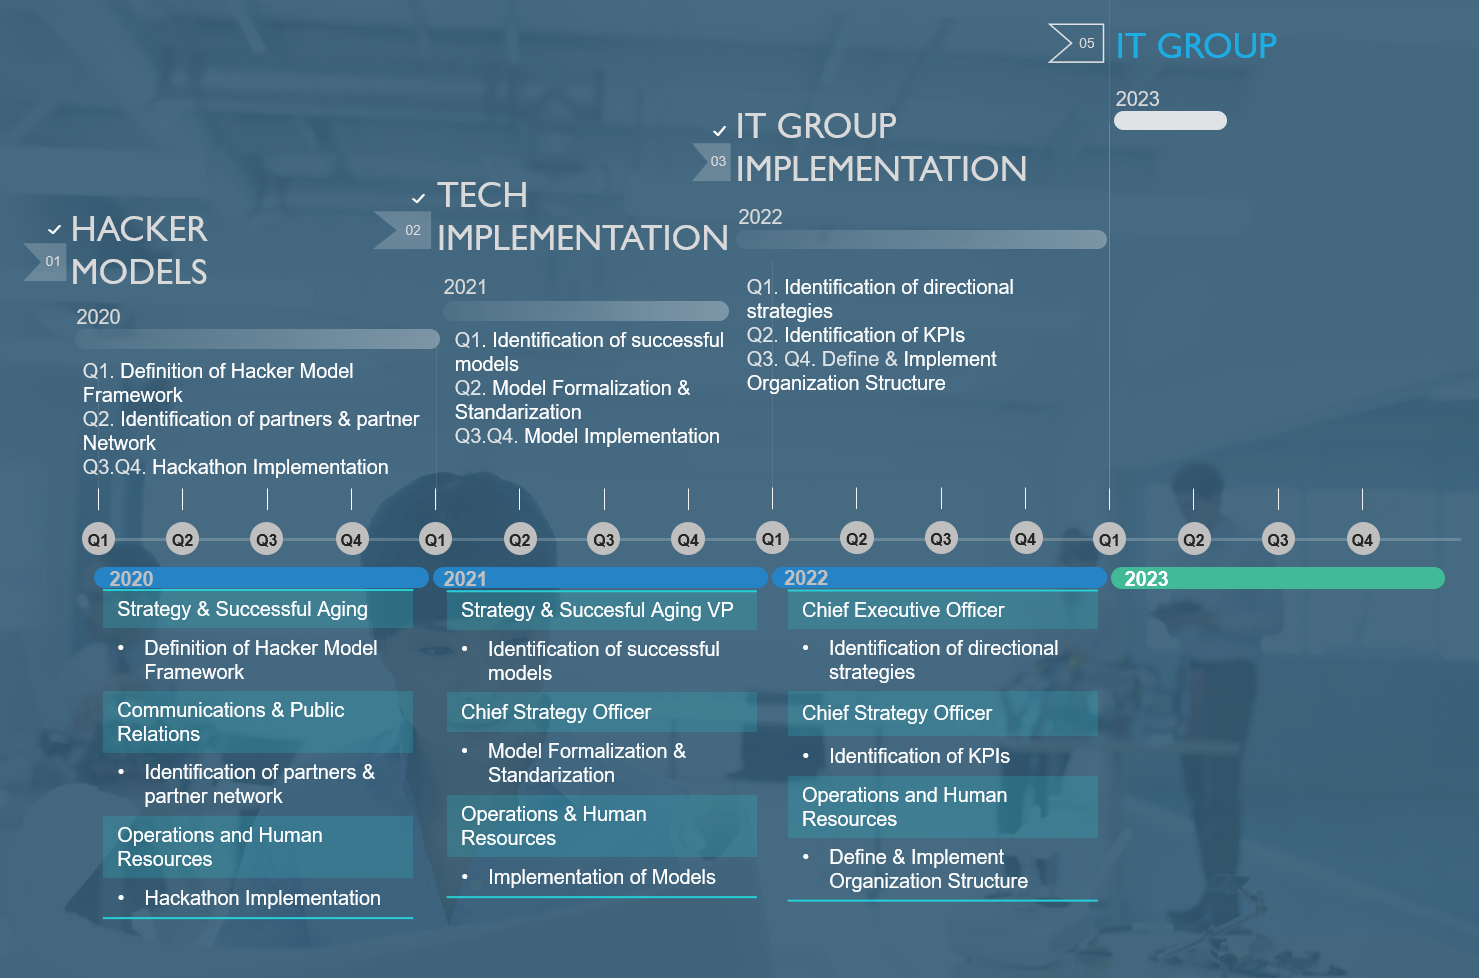 05
IT GROUP
2023
03
IT GROUP
IMPLEMENTATION
2022
Q1. Identification of directional
strategies
Q2. Identification of KPIs
Q3. Q4. Define & Implement
Organization Structure
02
TECH
IMPLEMENTATION
2021
Q1. Identification of successful
models
Q2. Model Formalization &
Standarization
Q3.Q4. Model Implementation
01
HACKER
MODELS
2020
Q1. Definition of Hacker Model
Framework
Q2. Identification of partners & partner
Network
Q3.Q4. Hackathon Implementation
Q1 Q2 Q3 Q4 Q1 Q2 Q3 Q4 Q1 Q2 Q3 Q4 Q1 Q2 Q3 Q4
2020 2021 2022 2023
Strategy & Successful Aging
Definition of Hacker Model
Framework
Communications & Public
Relations
Identification of partners &
partner network
Operations and Human
Resources
Hackathon Implementation
Strategy & Succesful Aging VP
Identification of successful
models
Chief Strategy Officer
Model Formalization &
Standarization
Operations & Human
Resources
Implementation of Models
Chief Executive Officer
Identification of directional
strategies
Chief Strategy Officer
Identification of KPIs
Operations and Human
Resources
Define & Implement
Organization Structure